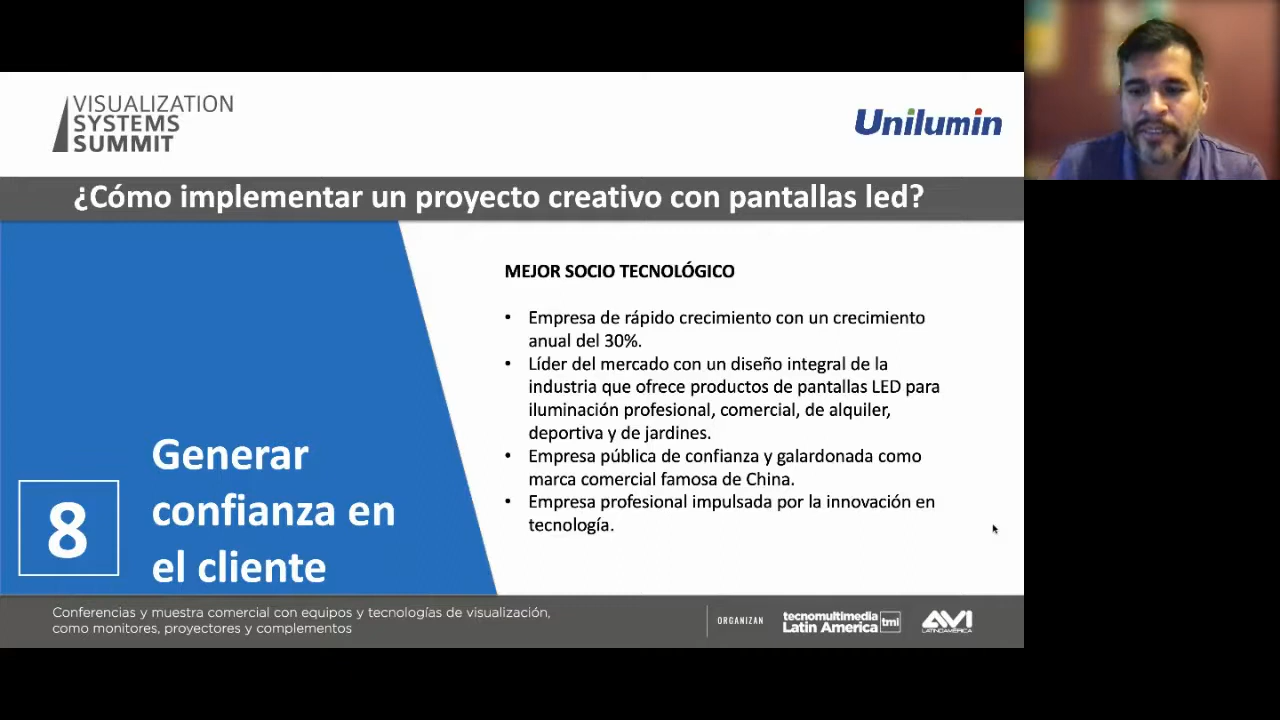 VISUALIZATION
SYSTEMS
SUMMIT
Unilumin
¿Cómo implementar un proyecto creativo con pantallas led?
MEJOR SOCIO TECNOLÓGICO
• Empresa de rápido crecimiento con un crecimiento
anual del 30%.
• Líder del mercado con un diseño integral de la
industria que ofrece productos de pantallas LED para
iluminación profesional, comercial, de alquiler,
deportiva y de jardines.
• Empresa pública de confianza y galardonada como
marca comercial famosa de China.
• Empresa profesional impulsada por la innovación en
tecnología.
8
Generar
confianza en
el cliente
Conferencias y muestra comercial con equipos y tecnologías de visualización,
como monitores, proyectores y complementos
ORGANIZAN
tecnomultimedia
Latin America tmi
AVI
LATINOAMÉRICA